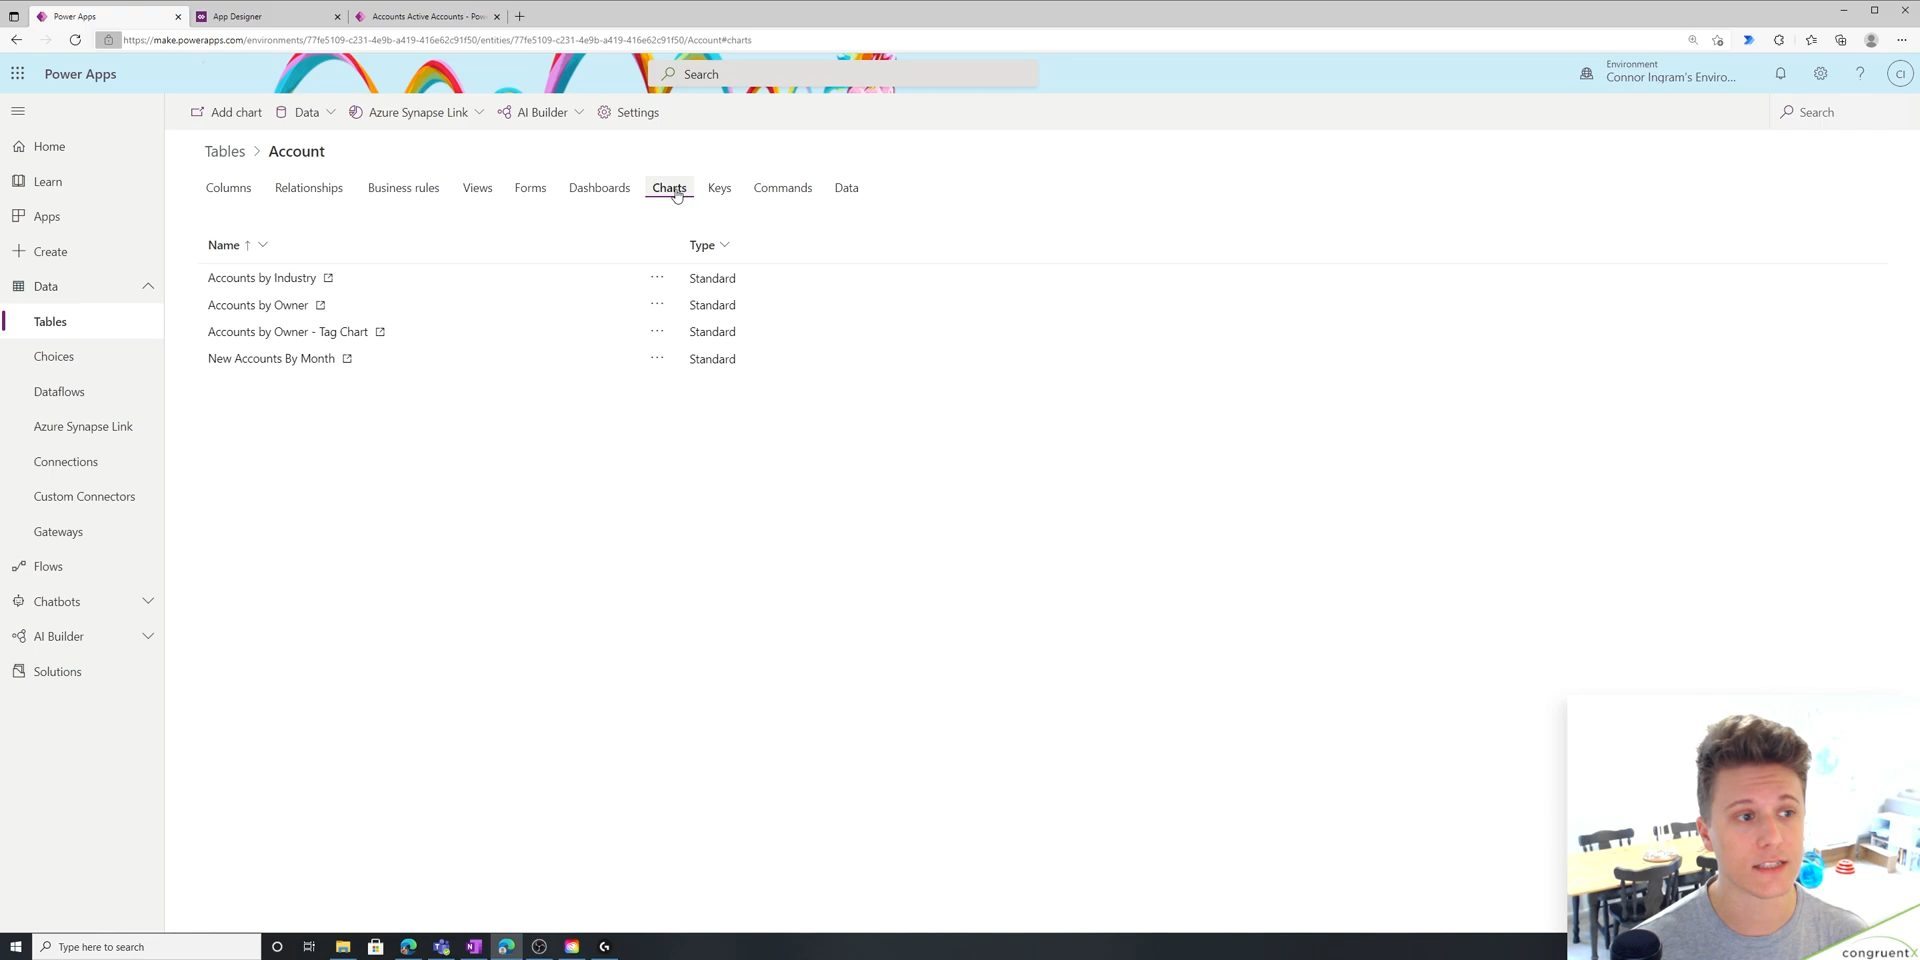 Power Apps
App Designer
Accounts Active Accounts - Pow
https://make.powerapps.com/environments/77fe5109-c231-4e9b-a419-416e62c91f50/entities/77fe5109-c231-4e9b-a419-416e62c91f50/Account#charts
Power Apps
Search
Environment
Connor Ingram's Enviro...
CI
Add chart
Data
Azure Synapse Link
AI Builder
Settings
Search
Tables > Account
Columns
Relationships
Business rules
Views
Forms
Dashboards
Charts
Keys
Commands
Data
Name
Type
Accounts by Industry
Standard
Accounts by Owner
Standard
Accounts by Owner - Tag Chart
Standard
New Accounts By Month
Standard
Home
Learn
Apps
Create
Data
Tables
Choices
Dataflows
Azure Synapse Link
Connections
Custom Connectors
Gateways
Flows
Chatbots
AI Builder
Solutions
Type here to search
congruentX